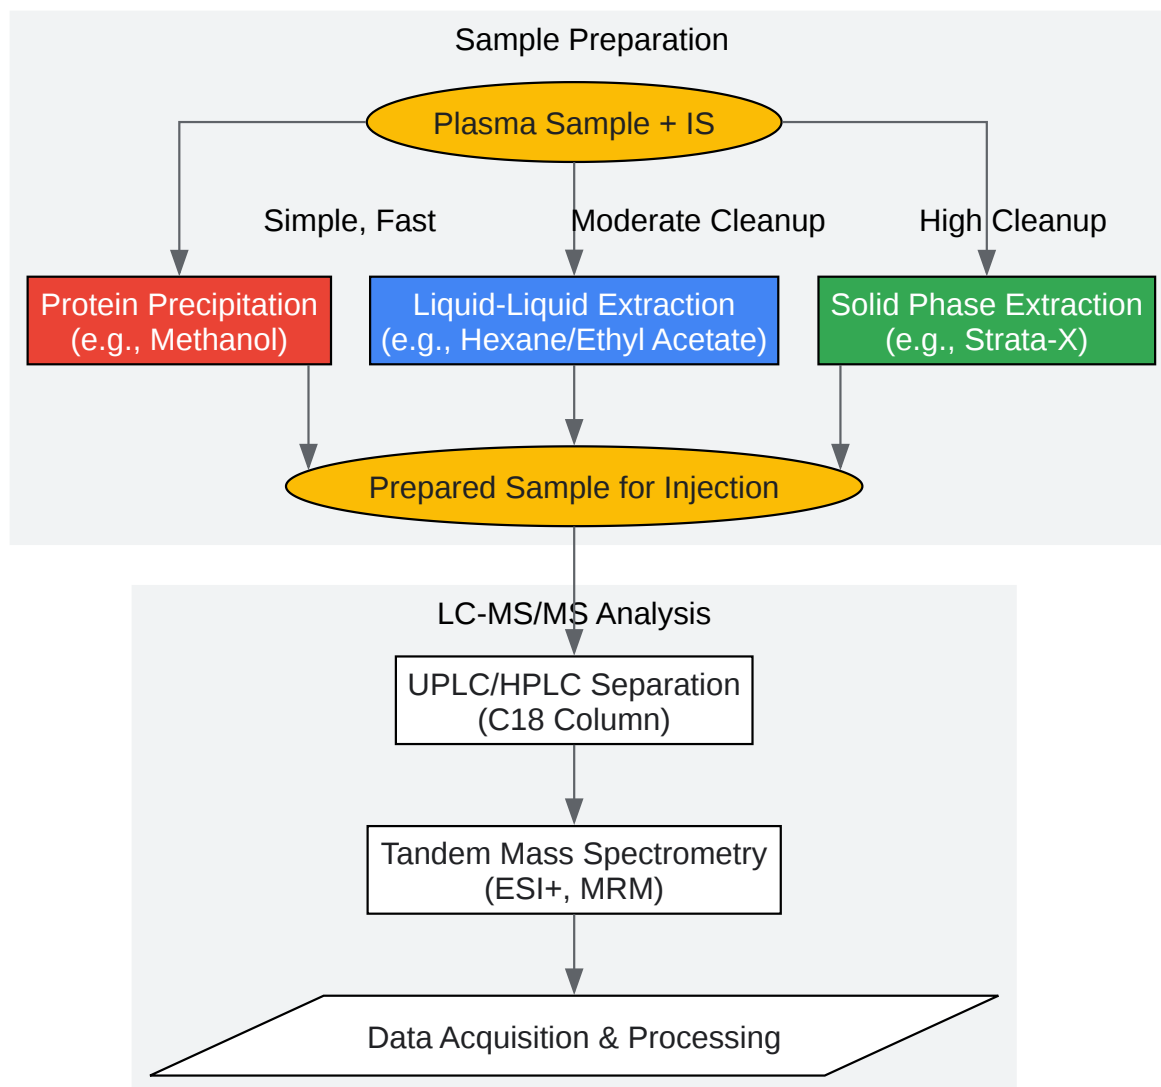 Sample Preparation
Plasma Sample + IS
Simple, Fast
Moderate Cleanup
High Cleanup
Protein Precipitation
(e.g., Methanol)
Liquid-Liquid Extraction
(e.g., Hexane/Ethyl Acetate)
Solid Phase Extraction
(e.g., Strata-X)
Prepared Sample for Injection
LC-MS/MS Analysis
UPLC/HPLC Separation
(C18 Column)
Tandem Mass Spectrometry
(ESI+, MRM)
Data Acquisition & Processing